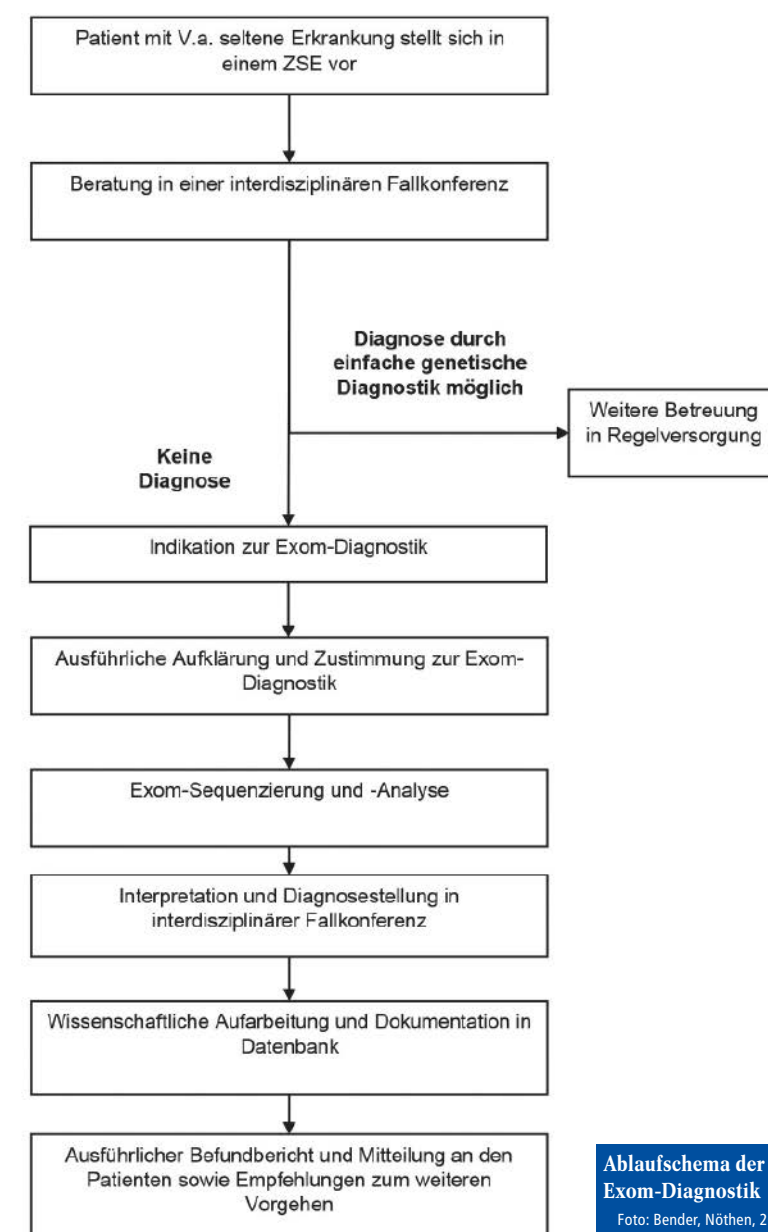 Patient mit V.a. seltene Erkrankung stellt sich in
einem ZSE vor
Beratung in einer interdisziplinären Fallkonferenz
Diagnose durch
einfache genetische
Diagnostik möglich
Weitere Betreuung
in Regelversorgung
Keine
Diagnose
Indikation zur Exom-Diagnostik
Ausführliche Aufklärung und Zustimmung zur Exom-
Diagnostik
Exom-Sequenzierung und -Analyse
Interpretation und Diagnosestellung in
interdisziplinärer Fallkonferenz
Wissenschaftliche Aufarbeitung und Dokumentation in
Datenbank
Ausführlicher Befundbericht und Mitteilung an den
Patienten sowie Empfehlungen zum weiteren
Vorgehen
Ablaufschema der
Exom-Diagnostik
Foto: Bender, Nöthen, 2